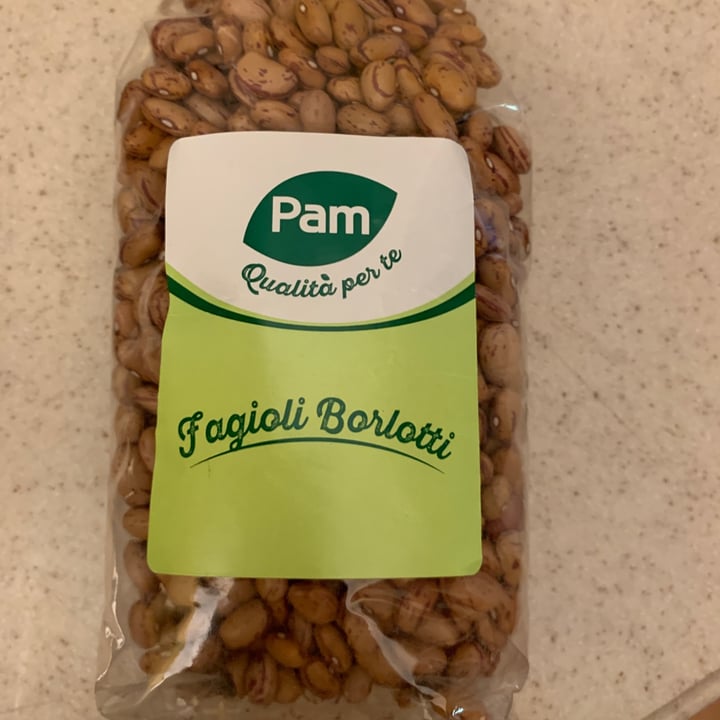 Pam
Qualità per te
Fagioli Borlotti